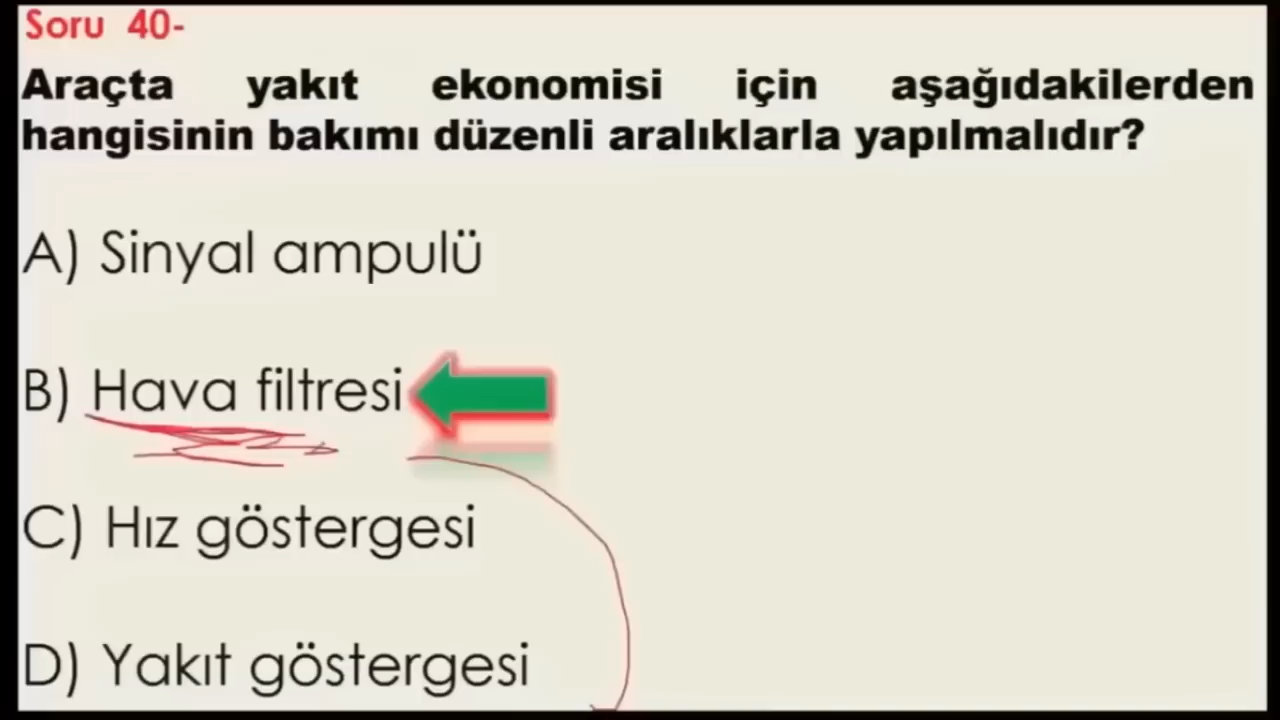 Soru 40-
Araçta yakıt ekonomisi için aşağıdakilerden
hangisinin bakımı düzenli aralıklarla yapılmalıdır?
A) Sinyal ampulü
B) Hava filtresi
C) Hız göstergesi
D) Yakıt göstergesi